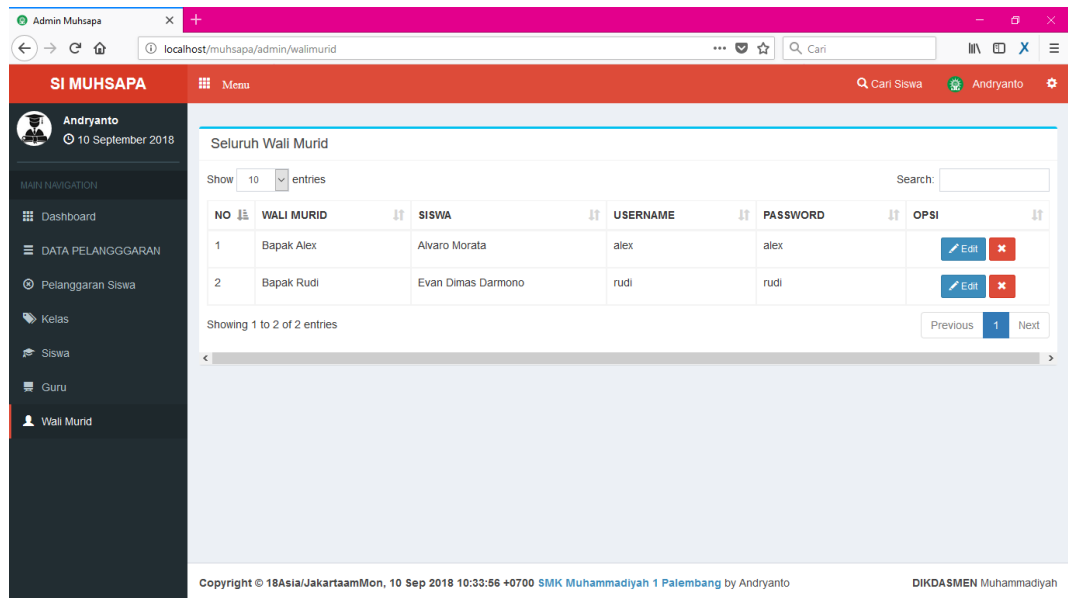 Admin Muhsapa
localhost/muhsapa/admin/walimurid
Cari
SI MUHSAPA
Menu
Cari Siswa
Andryanto
Andryanto
10 September 2018
MAIN NAVIGATION
Dashboard
DATA PELANGGGARAN
Pelanggaran Siswa
Kelas
Siswa
Guru
Wali Murid
Seluruh Wali Murid
Show 10 entries
Search:
NO WALI MURID SISWA USERNAME PASSWORD OPSI
1 Bapak Alex Alvaro Morata alex alex Edit
2 Bapak Rudi Evan Dimas Darmono rudi rudi Edit
Showing 1 to 2 of 2 entries
Previous 1 Next
Copyright © 18Asia/JakartaamMon, 10 Sep 2018 10:33:56 +0700 SMK Muhammadiyah 1 Palembang by Andryanto
DIKDASMEN Muhammadiyah